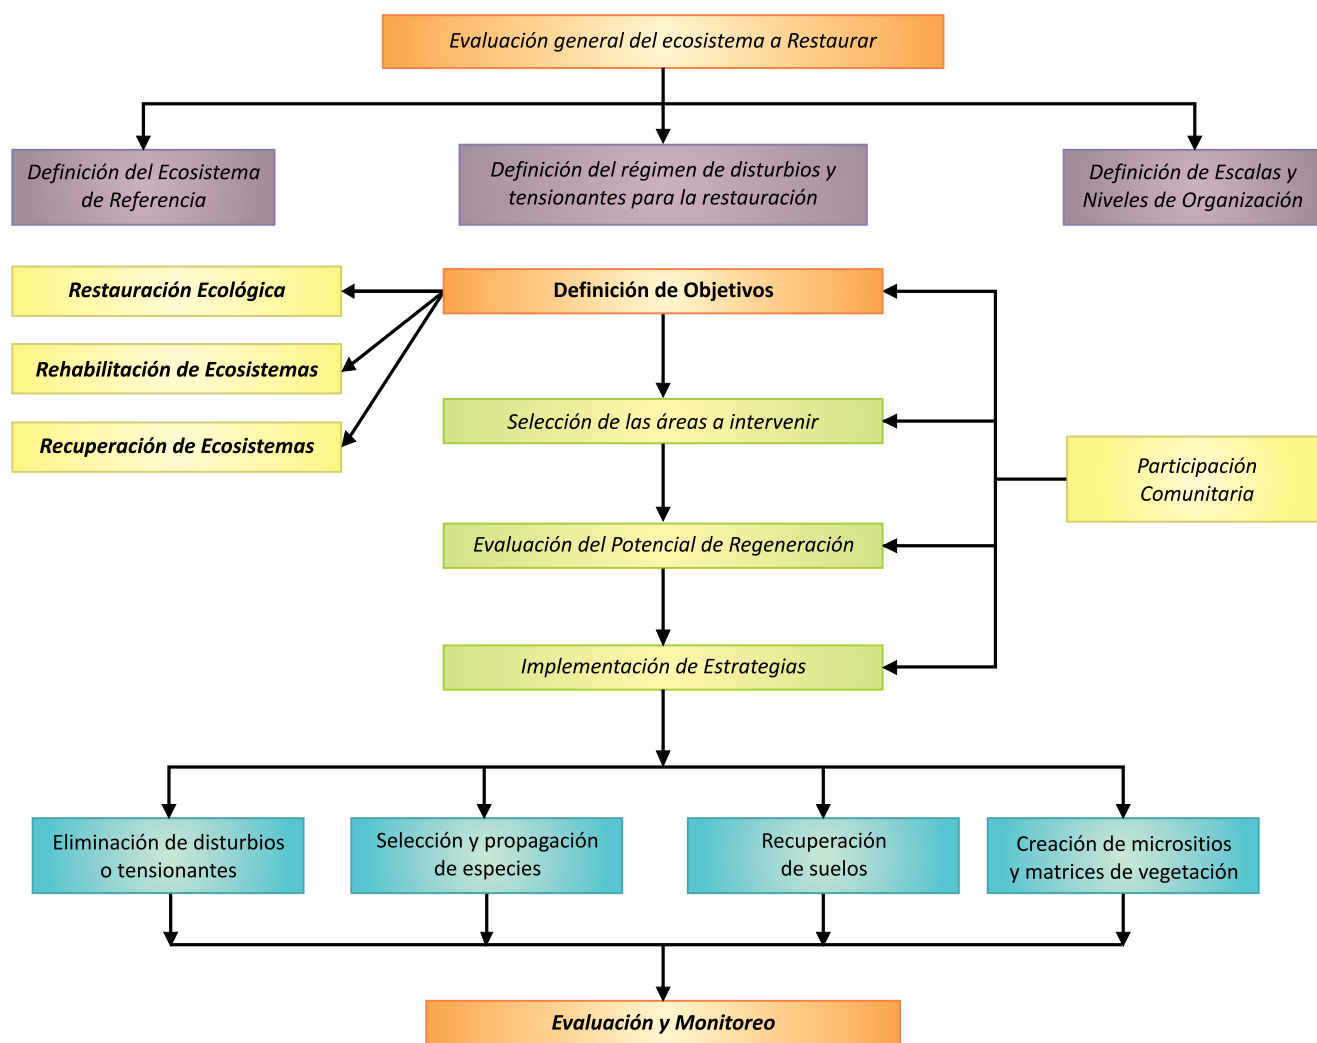 Evaluación general del ecosistema a Restaurar
Definición del Ecosistema
de Referencia
Definición del régimen de disturbios y
tensionantes para la restauración
Definición de Escalas y
Niveles de Organización
Restauración Ecológica
Definición de Objetivos
Rehabilitación de Ecosistemas
Selección de las áreas a intervenir
Recuperación de Ecosistemas
Participación
Comunitaria
Evaluación del Potencial de Regeneración
Implementación de Estrategias
Eliminación de disturbios
o tensionantes
Selección y propagación
de especies
Recuperación
de suelos
Creación de micrositios
y matrices de vegetación
Evaluación y Monitoreo